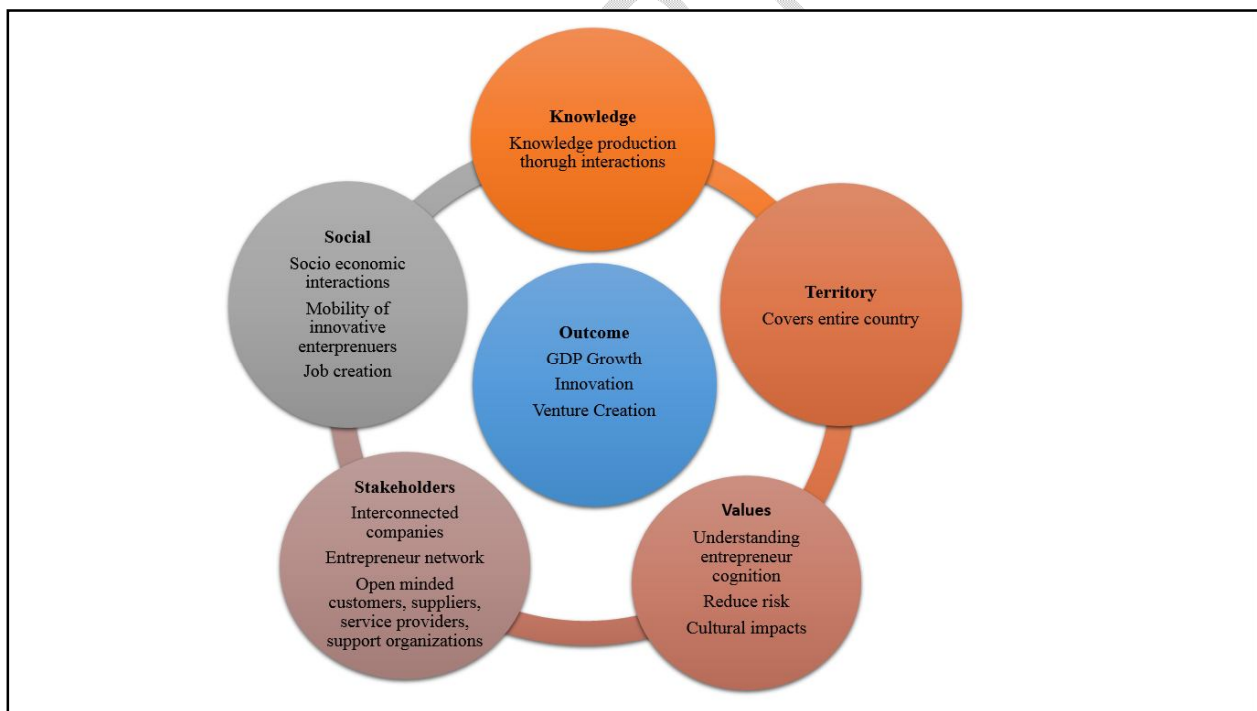 Knowledge
Knowledge production
thorugh interactions
Territory
Covers entire country
Values
Understanding
entrepreneur
cognition
Reduce risk
Cultural impacts
Stakeholders
Interconnected
companies
Entrepreneur network
Open minded
customers, suppliers,
service providers,
support organizations
Social
Socio economic
interactions
Mobility of
innovative
enterprenuers
Job creation
Outcome
GDP Growth
Innovation
Venture Creation